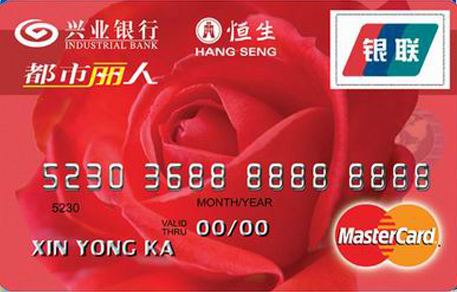 兴业银行
INDUSTRIAL BANK
恒生
HANG SENG
银联
都市丽人
5230 3688 8888 8888
5230
MONTH/YEAR
VALID THRU
00/00
XIN YONG KA
MasterCard